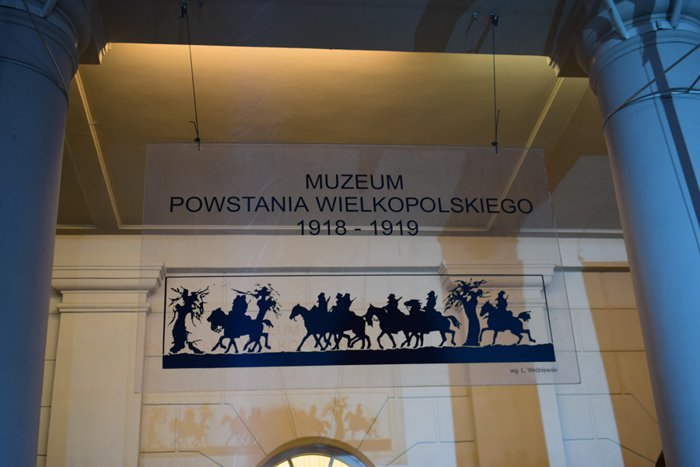 MUZEUM
POWSTANIA WIELKOPOLSKIEGO
1918 - 1919
wg. L. Wróblewski